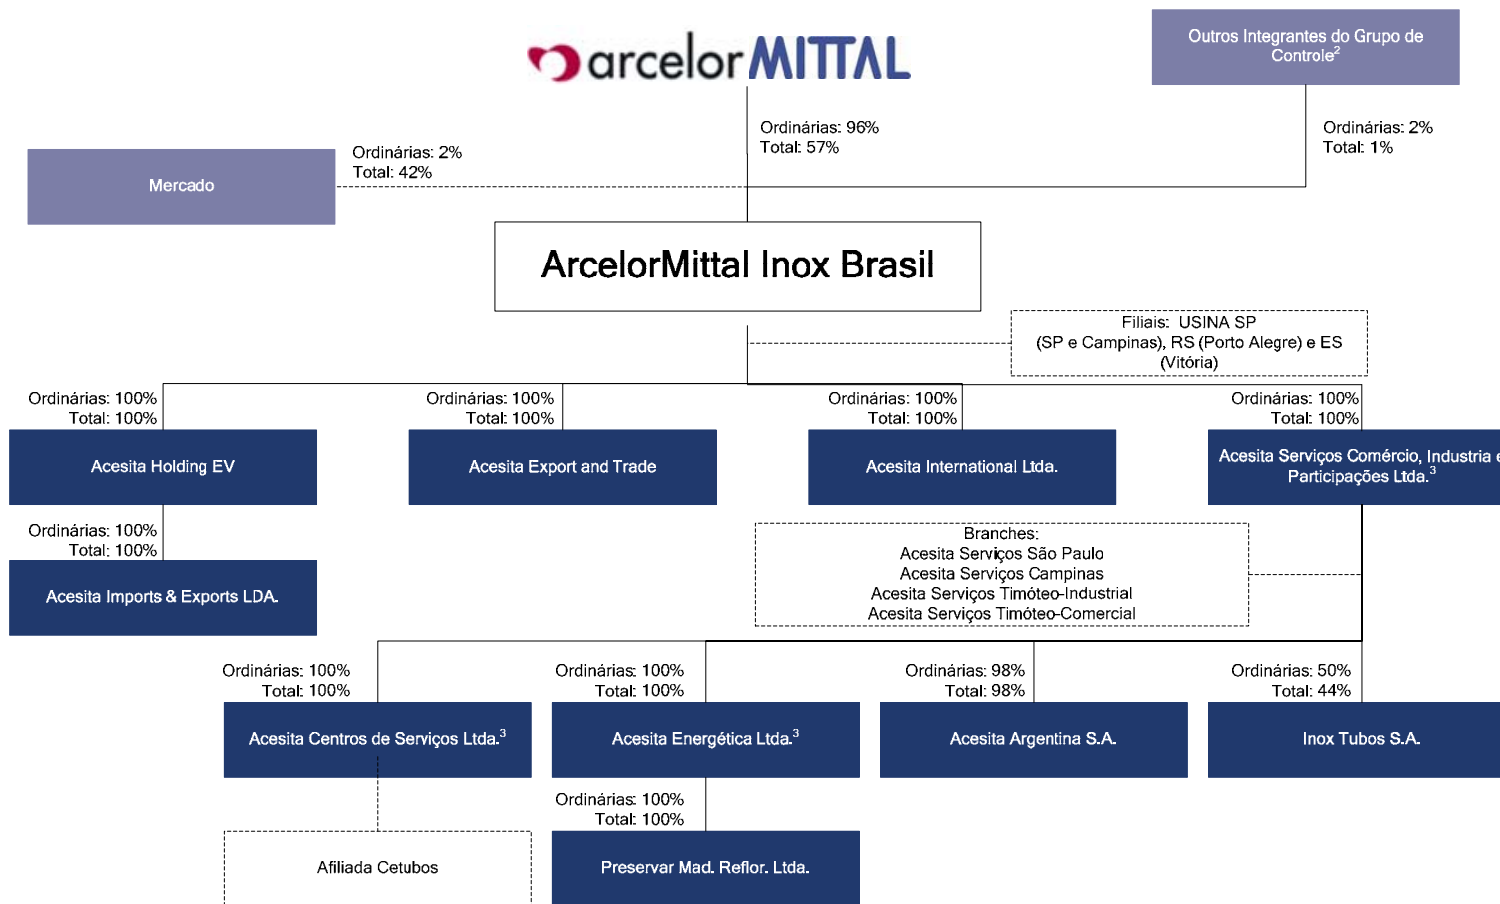 arcelorMITTAL
Outros Integrantes do Grupo de
Controle²
Ordinárias: 96%
Total: 57%
Ordinárias: 2%
Total: 1%
Ordinárias: 2%
Total: 42%
Mercado
ArcelorMittal Inox Brasil
Filiais: USINA SP
(SP e Campinas), RS (Porto Alegre) e ES
(Vitória)
Ordinárias: 100%
Total: 100%
Ordinárias: 100%
Total: 100%
Ordinárias: 100%
Total: 100%
Ordinárias: 100%
Total: 100%
Acesita Holding EV
Acesita Export and Trade
Acesita International Ltda.
Acesita Serviços Comércio, Industria e
Participações Ltda.³
Ordinárias: 100%
Total: 100%
Acesita Imports & Exports LDA.
Branches:
Acesita Serviços São Paulo
Acesita Serviços Campinas
Acesita Serviços Timóteo-Industrial
Acesita Serviços Timóteo-Comercial
Ordinárias: 100%
Total: 100%
Ordinárias: 100%
Total: 100%
Ordinárias: 98%
Total: 98%
Ordinárias: 50%
Total: 44%
Acesita Centros de Serviços Ltda.³
Acesita Energética Ltda.³
Acesita Argentina S.A.
Inox Tubos S.A.
Ordinárias: 100%
Total: 100%
Afiliada Cetubos
Preservar Mad. Reflor. Ltda.